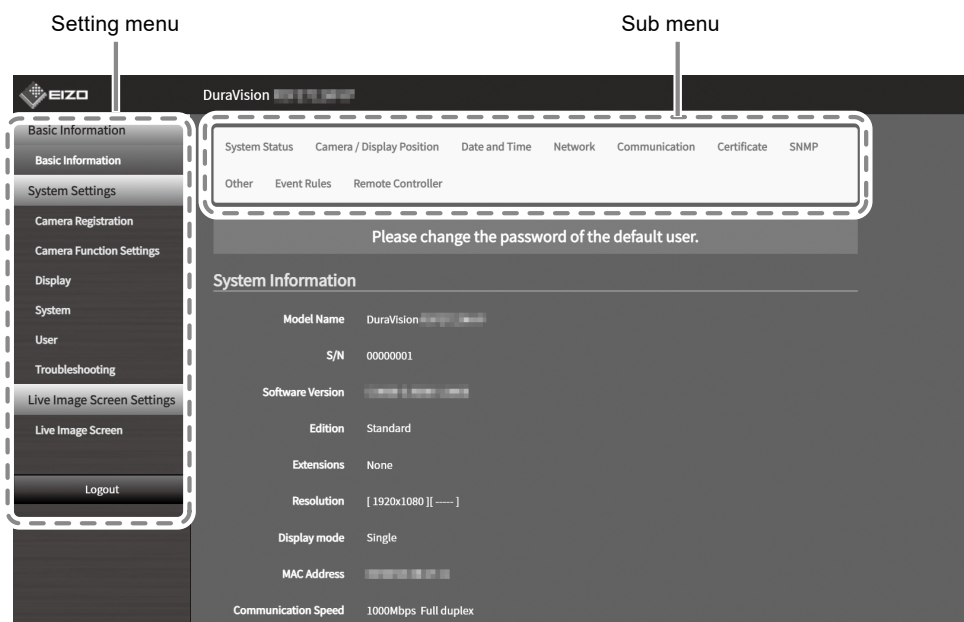 Setting menu
Sub menu
EIZO
DuraVision
Basic Information
Basic Information
System Settings
Camera Registration
Camera Function Settings
Display
System
User
Troubleshooting
Live Image Screen Settings
Live Image Screen
Logout
System Status Camera / Display Position Date and Time Network Communication Certificate SNMP
Other Event Rules Remote Controller
Please change the password of the default user.
System Information
Model Name DuraVision
S/N 00000001
Software Version
Edition Standard
Extensions None
Resolution [ 1920x1080 ][ ----- ]
Display mode Single
MAC Address
Communication Speed 1000Mbps Full duplex